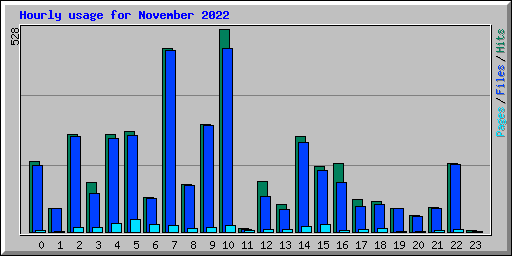 Hourly usage for November 2022
528
Pages/Files/Hits
0 1 2 3 4 5 6 7 8 9 10 11 12 13 14 15 16 17 18 19 20 21 22 23